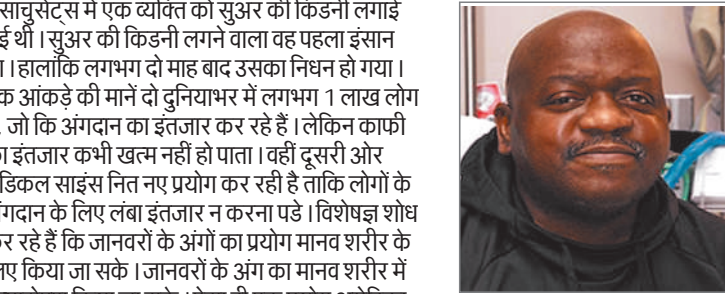 साचुसेट्स में एक व्यक्ति को सुअर की किडनी लगाई
ई थी । सुअर की किडनी लगने वाला वह पहला इंसान
ा । हालांकि लगभग दो माह बाद उसका निधन हो गया ।
क आंकड़े की मानें दो दुनियाभर में लगभग 1 लाख लोग
जो कि अंगदान का इंतजार कर रहे हैं । लेकिन काफी
ा इंतजार कभी खत्म नहीं हो पाता । वहीं दूसरी ओर
डिकल साइंस नित नए प्रयोग कर रही है ताकि लोगों के
ंगदान के लिए लंबा इंतजार न करना पडे । विशेषज्ञ शोध
र रहे हैं कि जानवरों के अंगों का प्रयोग मानव शरीर के
ए किया जा सके । जानवरों के अंग का मानव शरीर में